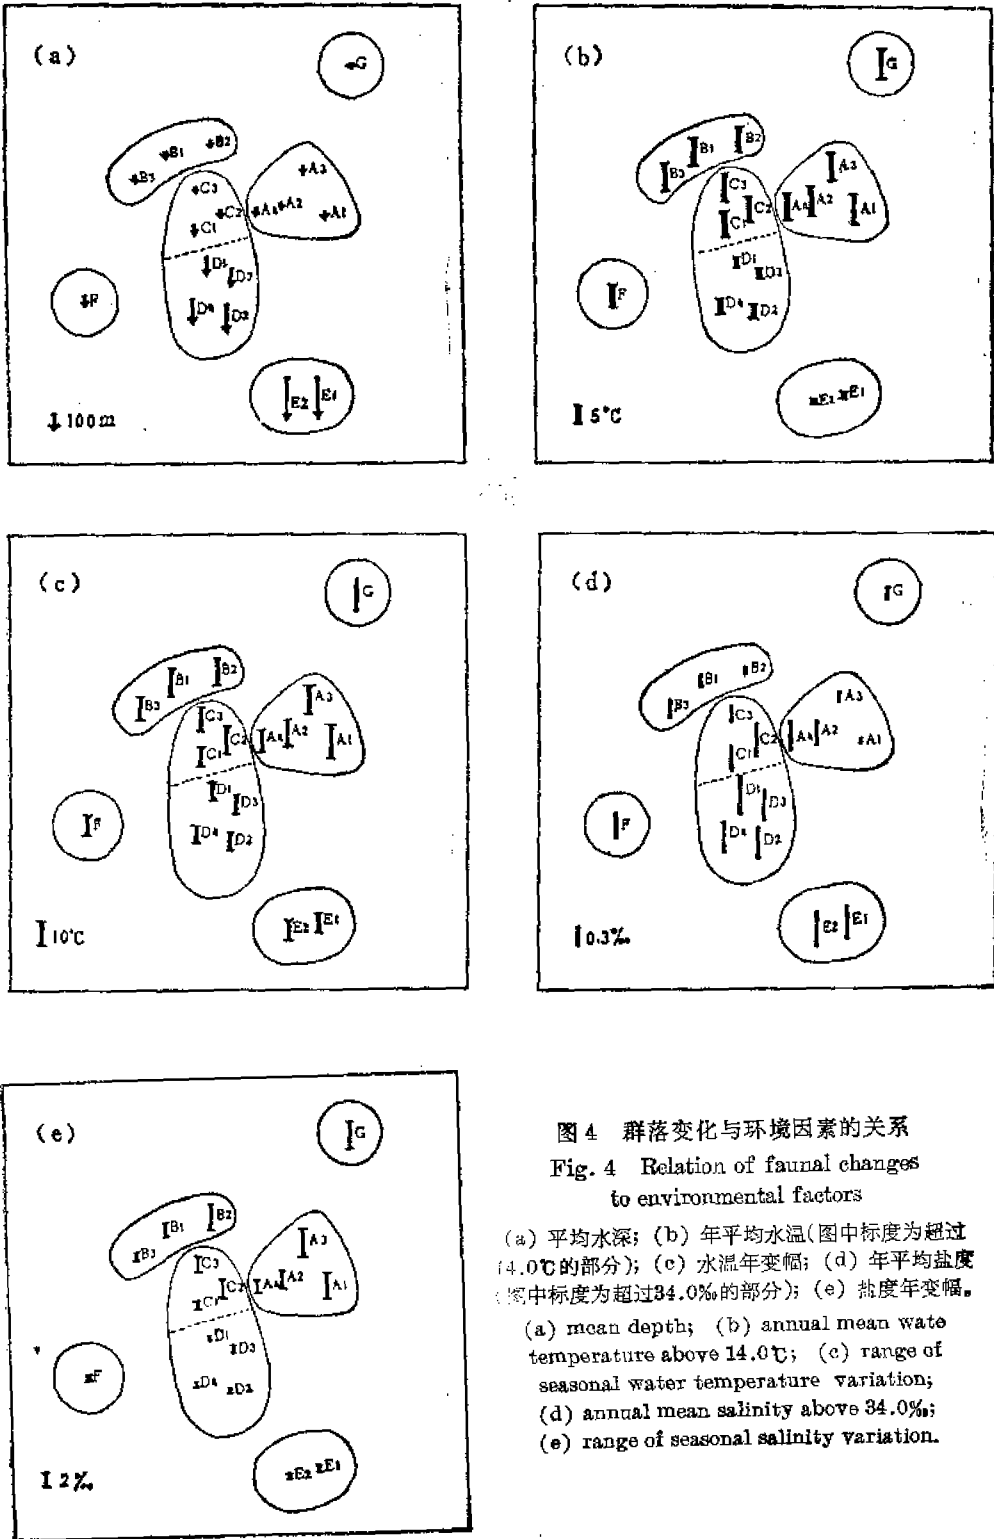 (a)
G
B1
B2
B3
A3
C3
C2
A4
A2
A1
C1
D1
D3
D4
D2
F
E2
E1
100m
(b)
G
B1
B2
B3
A3
C3
C2
A4
A2
A1
C1
D1
D3
D4
D2
F
E2
E1
5°C
(c)
G
B1
B2
B3
A3
C3
C2
A4
A2
A1
C1
D1
D3
D4
D2
F
E2
E1
10°C
(d)
G
B1
B2
B3
A3
C3
C2
A4
A2
A1
C1
D1
D3
D4
D2
F
E2
E1
0.3‰
(e)
G
B1
B2
B3
A3
C3
C2
A4
A2
A1
C1
D1
D3
D4
D2
F
E2
E1
2‰
图4 群落变化与环境因素的关系
Fig. 4 Relation of faunal changes
to environmental factors
(a) 平均水深; (b) 年平均水温(图中标度为超过
14.0℃的部分); (c) 水温年变幅; (d) 年平均盐度
(图中标度为超过34.0‰的部分); (e) 盐度年变幅。
(a) mean depth; (b) annual mean wate
temperature above 14.0℃; (c) range of
seasonal water temperature variation;
(d) annual mean salinity above 34.0‰;
(e) range of seasonal salinity variation.